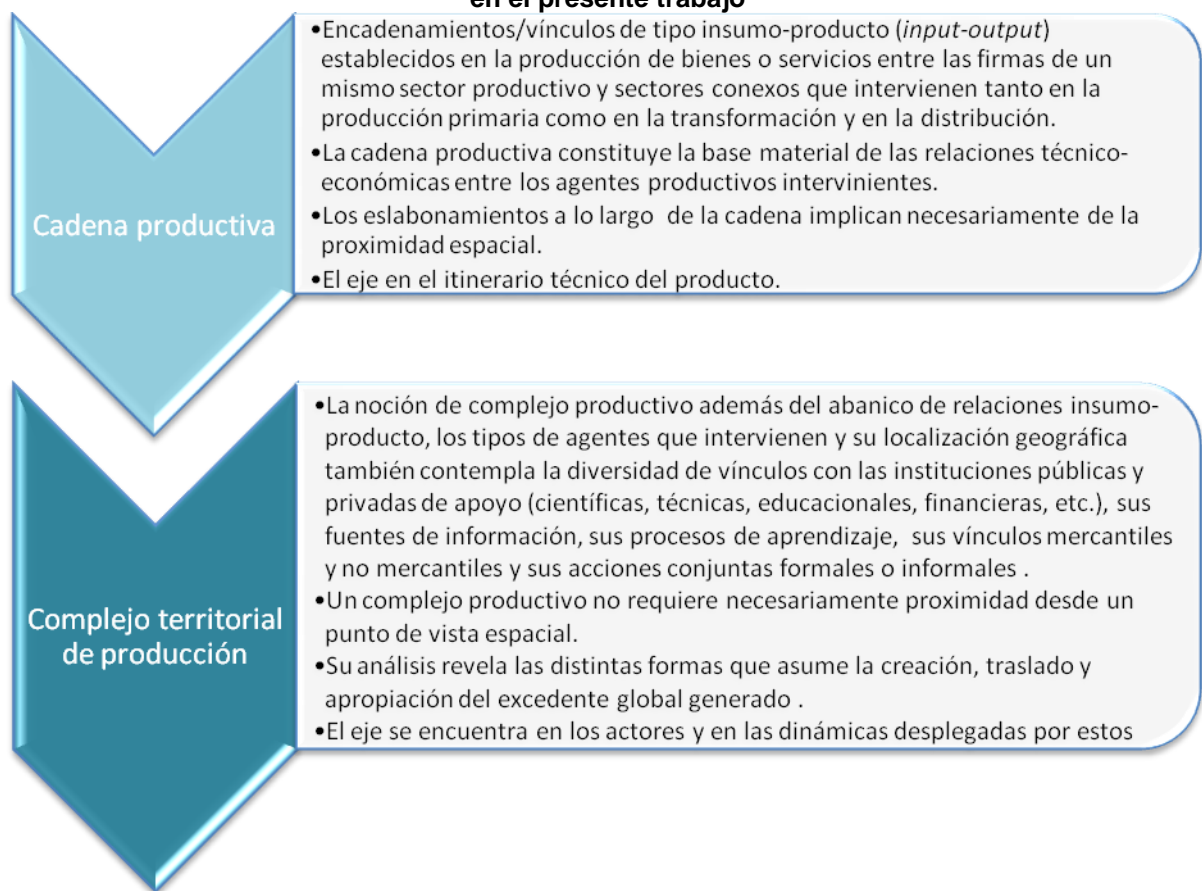 en el presente trabajo
•Encadenamientos/vínculos de tipo insumo-producto (input-output)
establecidos en la producción de bienes o servicios entre las firmas de un
mismo sector productivo y sectores conexos que intervienen tanto en la
producción primaria como en la transformación y en la distribución.
•La cadena productiva constituye la base material de las relaciones técnico-
económicas entre los agentes productivos intervinientes.
•Los eslabonamientos a lo largo de la cadena implican necesariamente de la
proximidad espacial.
•El eje en el itinerario técnico del producto.
Cadena productiva
•La noción de complejo productivo además del abanico de relaciones insumo-
producto, los tipos de agentes que intervienen y su localización geográfica
también contempla la diversidad de vínculos con las instituciones públicas y
privadas de apoyo (científicas, técnicas, educacionales, financieras, etc.), sus
fuentes de información, sus procesos de aprendizaje, sus vínculos mercantiles
y no mercantiles y sus acciones conjuntas formales o informales .
•Un complejo productivo no requiere necesariamente proximidad desde un
punto de vista espacial.
•Su análisis revela las distintas formas que asume la creación, traslado y
apropiación del excedente global generado .
•El eje se encuentra en los actores y en las dinámicas desplegadas por estos
Complejo territorial
de producción